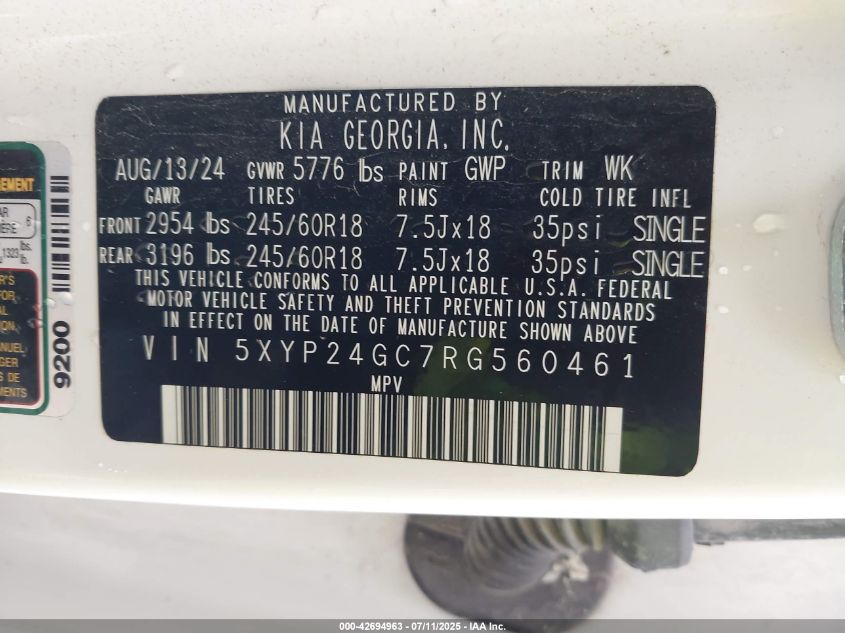 MANUFACTURED BY
KIA GEORGIA, INC.
AUG/13/24 GVWR 5776 lbs PAINT GWP TRIM WK
GAWR TIRES RIMS COLD TIRE INFL
FRONT 2954 lbs 245/60R18 7.5Jx18 35psi SINGLE
REAR 3196 lbs 245/60R18 7.5Jx18 35psi SINGLE
THIS VEHICLE CONFORMS TO ALL APPLICABLE U.S.A. FEDERAL
MOTOR VEHICLE SAFETY AND THEFT PREVENTION STANDARDS
IN EFFECT ON THE DATE OF MANUFACTURE SHOWN ABOVE
VIN 5XYP24GC7RG560461
MPV
9200
1323 lbs.
lb.
000-42694963 - 07/11/2025 - IAA Inc.